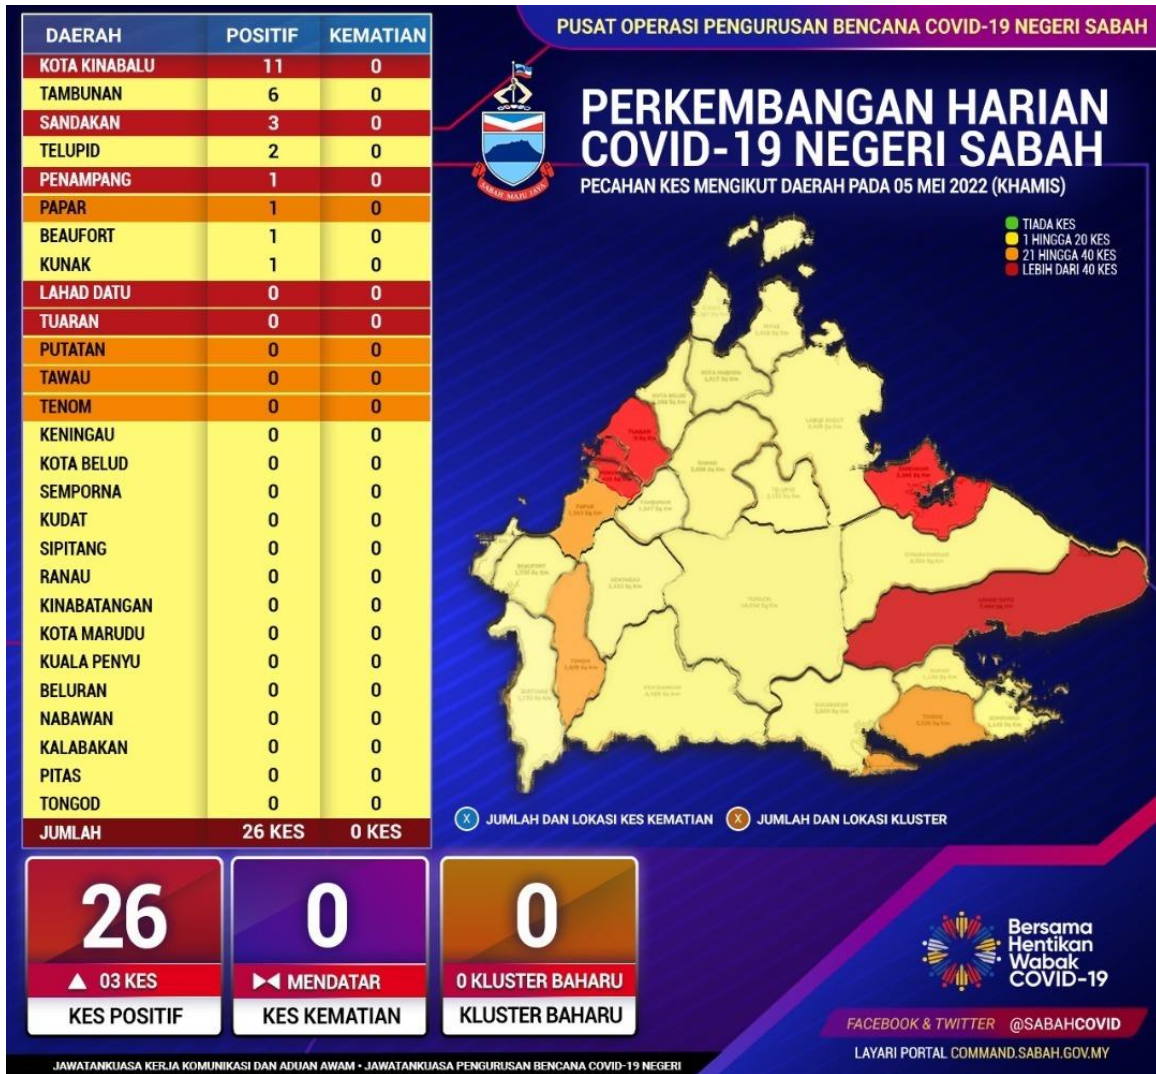 DAERAH POSITIF KEMATIAN
KOTA KINABALU 11 0
TAMBUNAN 6 0
SANDAKAN 3 0
TELUPID 2 0
PENAMPANG 1 0
PAPAR 1 0
BEAUFORT 1 0
KUNAK 1 0
LAHAD DATU 0 0
TUARAN 0 0
PUTATAN 0 0
TAWAU 0 0
TENOM 0 0
KENINGAU 0 0
KOTA BELUD 0 0
SEMPORNA 0 0
KUDAT 0 0
SIPITANG 0 0
RANAU 0 0
KINABATANGAN 0 0
KOTA MARUDU 0 0
KUALA PENYU 0 0
BELURAN 0 0
NABAWAN 0 0
KALABAKAN 0 0
PITAS 0 0
TONGOD 0 0
JUMLAH 26 KES 0 KES
PUSAT OPERASI PENGURUSAN BENCANA COVID-19 NEGERI SABAH
SABAH MAJU JAYA
PERKEMBANGAN HARIAN
COVID-19 NEGERI SABAH
PECAHAN KES MENGIKUT DAERAH PADA 05 MEI 2022 (KHAMIS)
TIADA KES
1 HINGGA 20 KES
21 HINGGA 40 KES
LEBIH DARI 40 KES
X JUMLAH DAN LOKASI KES KEMATIAN X JUMLAH DAN LOKASI KLUSTER
26
03 KES
KES POSITIF
0
MENDATAR
KES KEMATIAN
0
0 KLUSTER BAHARU
KLUSTER BAHARU
Bersama
Hentikan
Wabak
COVID-19
FACEBOOK & TWITTER @SABAHCOVID
LAYARI PORTAL COMMAND.SABAH.GOV.MY
JAWATANKUASA KERJA KOMUNIKASI DAN ADUAN AWAM • JAWATANKUASA PENGURUSAN BENCANA COVID-19 NEGERI